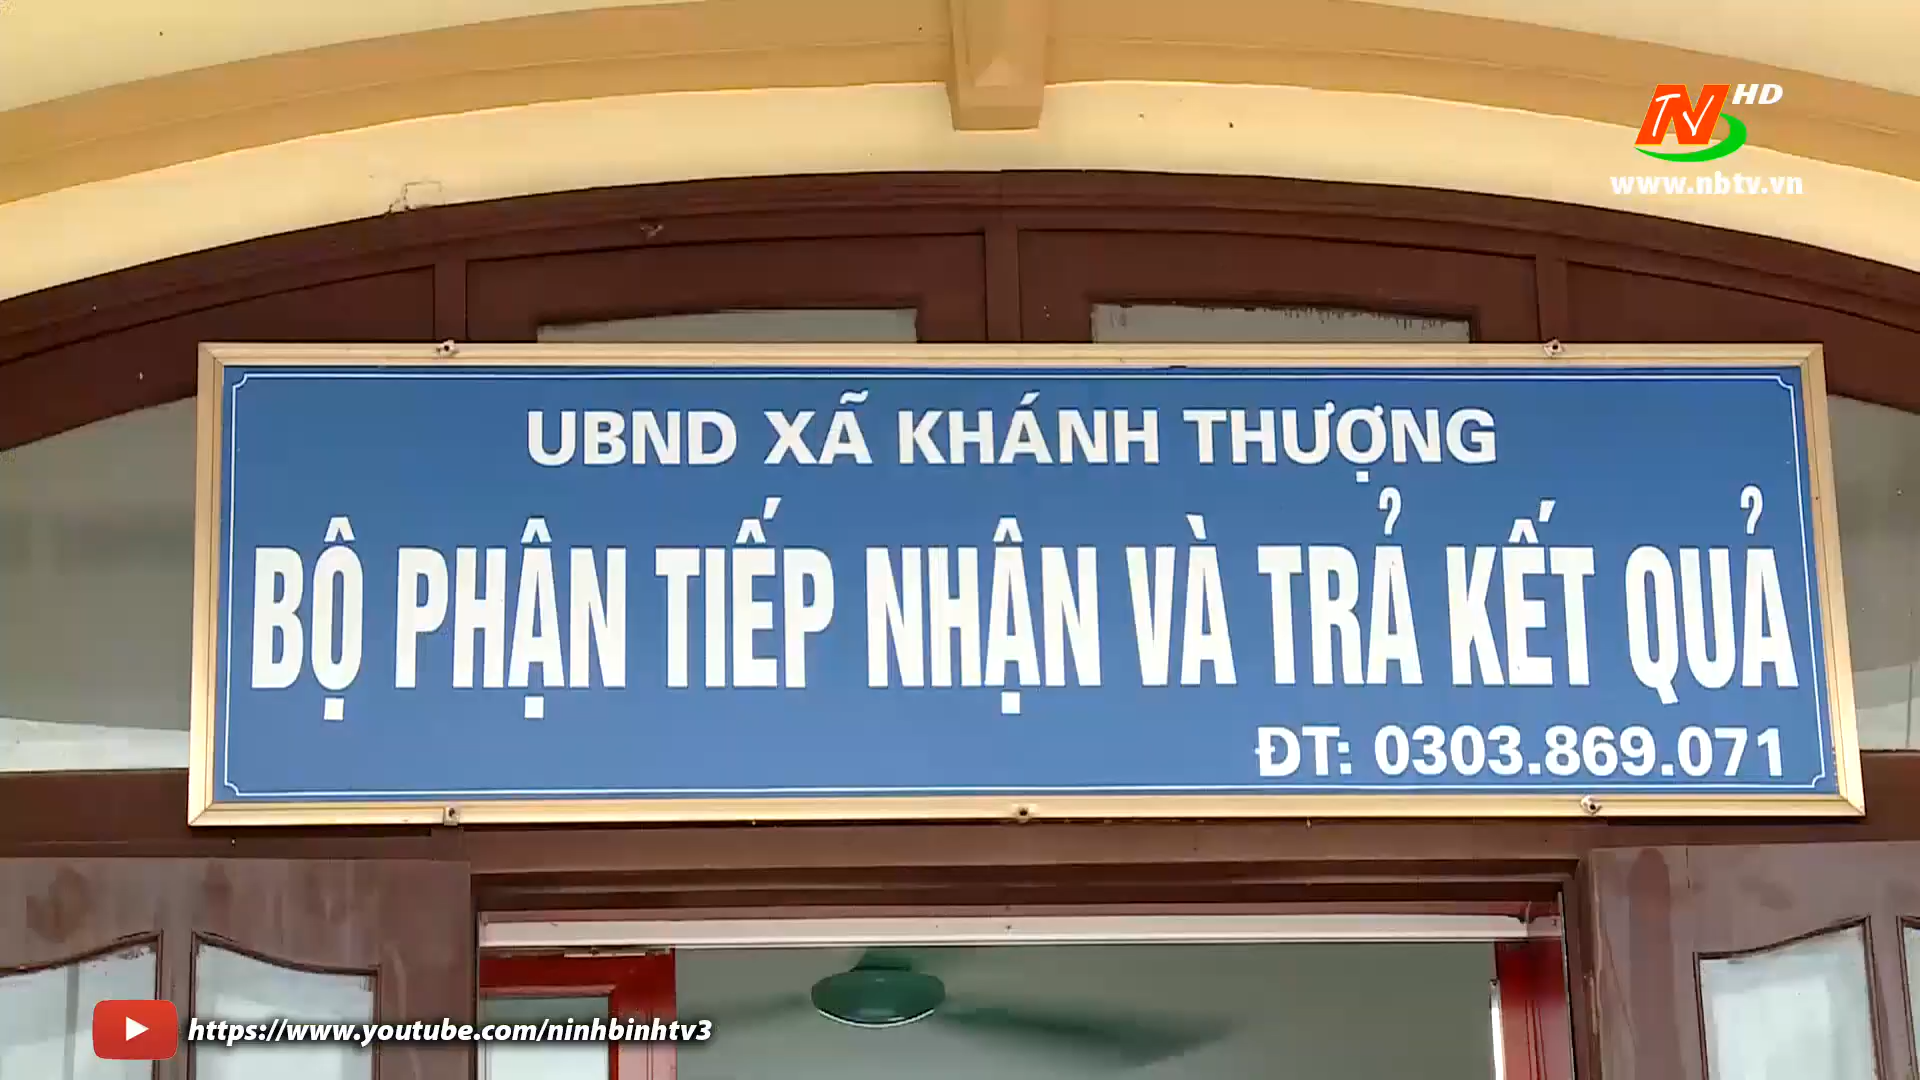 NTV HD
www.nbtv.vn
UBND XÃ KHÁNH THƯỢNG
BỘ PHẬN TIẾP NHẬN VÀ TRẢ KẾT QUẢ
ĐT: 0303.869.071
https://www.youtube.com/ninhbinhtv3